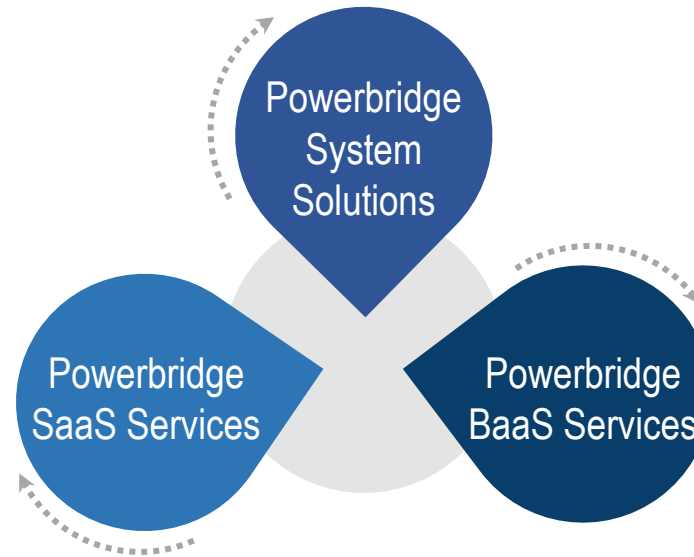 Powerbridge
System
Solutions
Powerbridge
SaaS Services
Powerbridge
BaaS Services